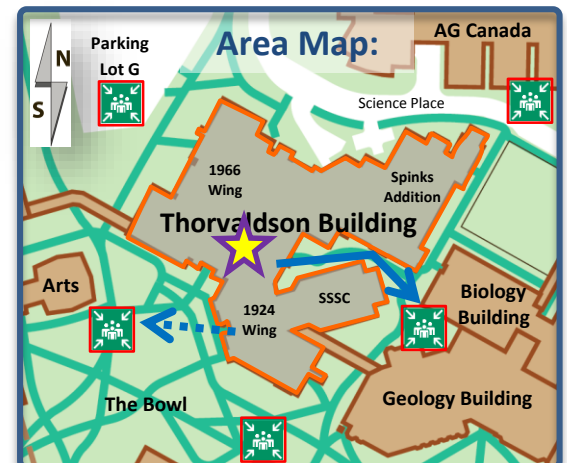 Area Map:
N
S
Parking
Lot G
AG Canada
Science Place
1966
Wing
Spinks
Addition
Thorvaldson Building
Arts
SSSC
1924
Wing
Biology
Building
The Bowl
Geology Building